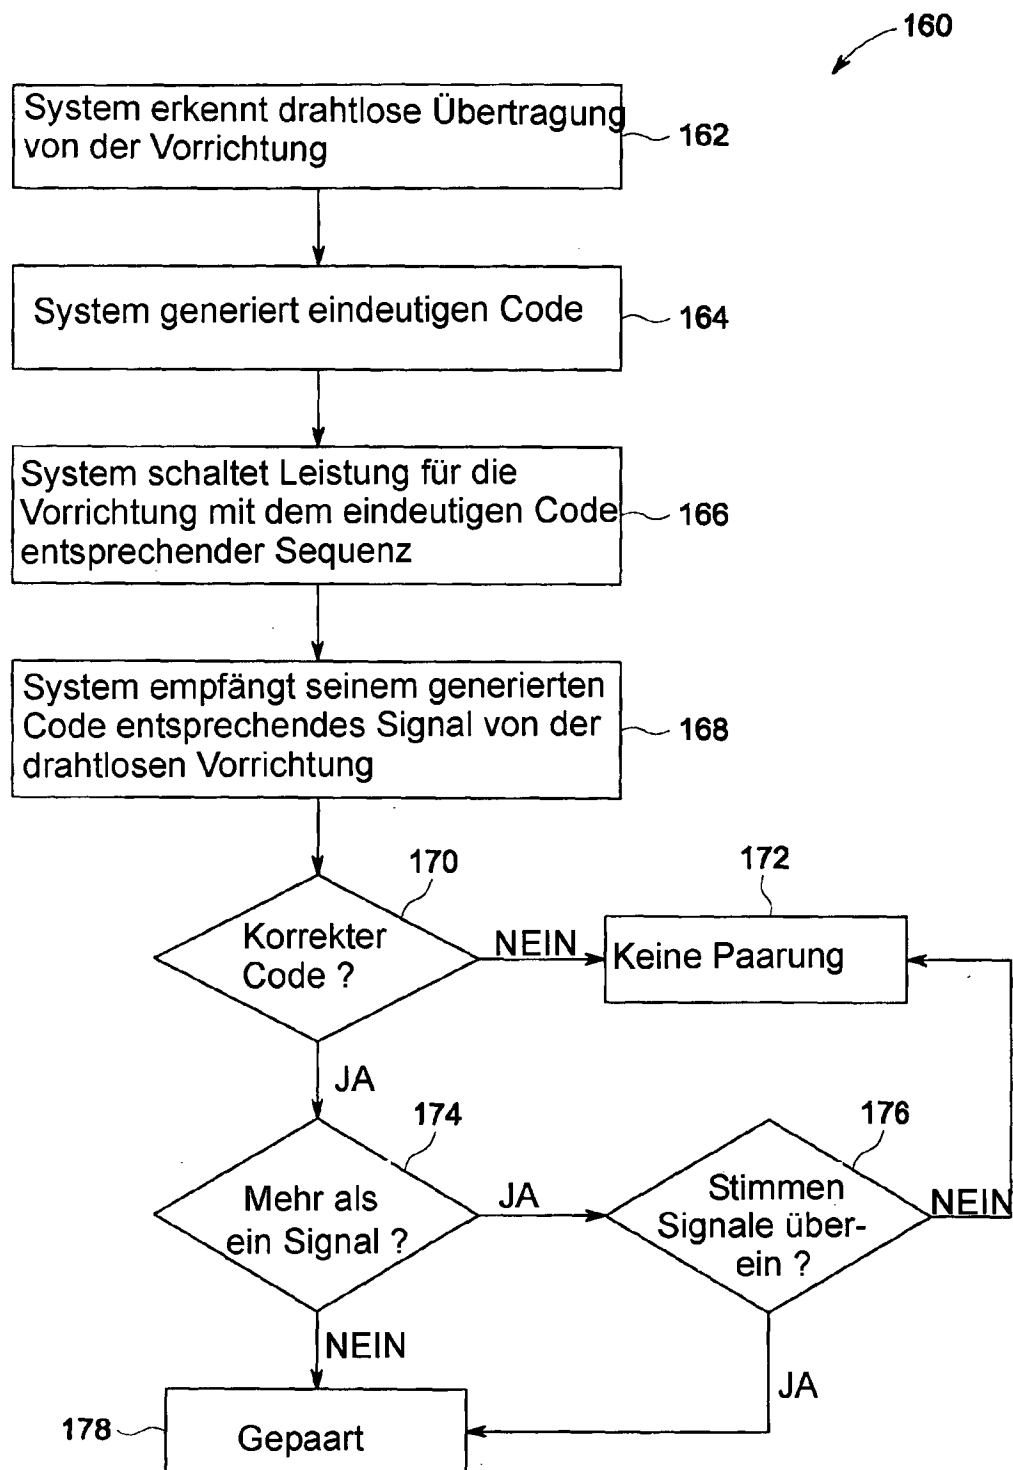 160
System erkennt drahtlose Übertragung
von der Vorrichtung
162
System generiert eindeutigen Code
164
System schaltet Leistung für die
Vorrichtung mit dem eindeutigen Code
entsprechender Sequenz
166
System empfängt seinem generierten
Code entsprechendes Signal von der
drahtlosen Vorrichtung
168
170
Korrekter
Code ?
NEIN
172
Keine Paarung
JA
174
Mehr als
ein Signal ?
JA
176
Stimmen
Signale über-
ein ?
NEIN
NEIN
JA
178
Gepaart